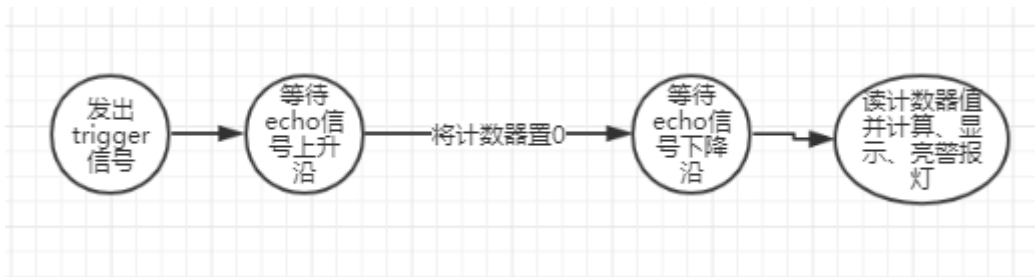 发出
trigger
信号
等待
echo信
号上升
沿
将计数器置0
等待
echo信
号下降
沿
读计数器值
并计算、显
示、亮警报
灯